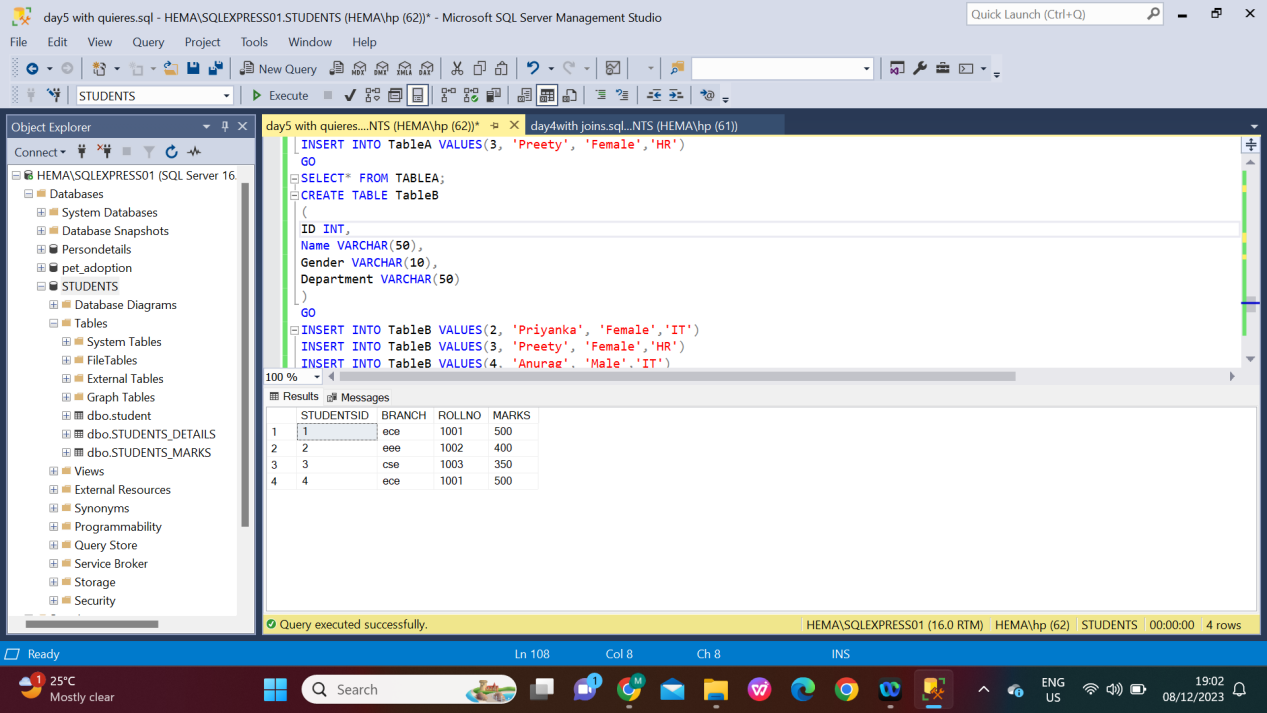 day5 with quieres.sql - HEMA\SQLEXPRESS01.STUDENTS (HEMA\hp (62))* - Microsoft SQL Server Management Studio
Quick Launch (Ctrl+Q)
File Edit View Query Project Tools Window Help
New Query MDX DMX XMLA DAX
STUDENTS Execute
Object Explorer
day5 with quieres....NTS (HEMA\hp (62))* day4with joins.sql...NTS (HEMA\hp (61))
Connect
HEMA\SQLEXPRESS01 (SQL Server 16.
Databases
System Databases
Database Snapshots
Persondetails
pet_adoption
STUDENTS
Database Diagrams
Tables
System Tables
FileTables
External Tables
Graph Tables
dbo.student
dbo.STUDENTS_DETAILS
dbo.STUDENTS_MARKS
Views
External Resources
Synonyms
Programmability
Query Store
Service Broker
Storage
Security
INSERT INTO TableA VALUES(3, 'Preety', 'Female','HR')
GO
SELECT* FROM TABLEA;
CREATE TABLE TableB
(
ID INT,
Name VARCHAR(50),
Gender VARCHAR(10),
Department VARCHAR(50)
)
GO
INSERT INTO TableB VALUES(2, 'Priyanka', 'Female','IT')
INSERT INTO TableB VALUES(3, 'Preety', 'Female','HR')
INSERT INTO TableB VALUES(4, 'Anurag', 'Male','IT')
100 %
Results Messages
STUDENTSID BRANCH ROLLNO MARKS
1 1 ece 1001 500
2 2 eee 1002 400
3 3 cse 1003 350
4 4 ece 1001 500
Query executed successfully. HEMA\SQLEXPRESS01 (16.0 RTM) HEMA\hp (62) STUDENTS 00:00:00 4 rows
Ready Ln 108 Col 8 Ch 8 INS
1 25°C
Mostly clear
Search
1
M
ENG
US
19:02
08/12/2023